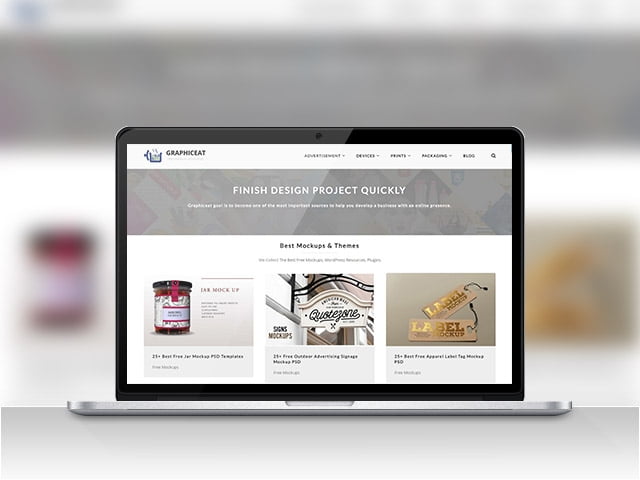 GRAPHICEAT
ADVERTISEMENT DEVICES PRINTS PACKAGING BLOG
FINISH DESIGN PROJECT QUICKLY
Graphiceat goal is to become one of the most important sources to help you develop a business with an online presence.
Best Mockups & Themes
We Collect The Best Free Mockups, WordPress Resources, Plugins
JAR MOCK UP
AMERICAN MADE
Quotezone
SIGNS
MOCKUPS
LABEL
MOCKUP
LABEL
MOCKUP
25+ Best Free Jar Mockup PSD Templates
Free Mockups
25+ Free Outdoor Advertising Signage
Mockup PSD
Free Mockups
25+ Best Free Apparel Label Tag Mockup
PSD
Free Mockups